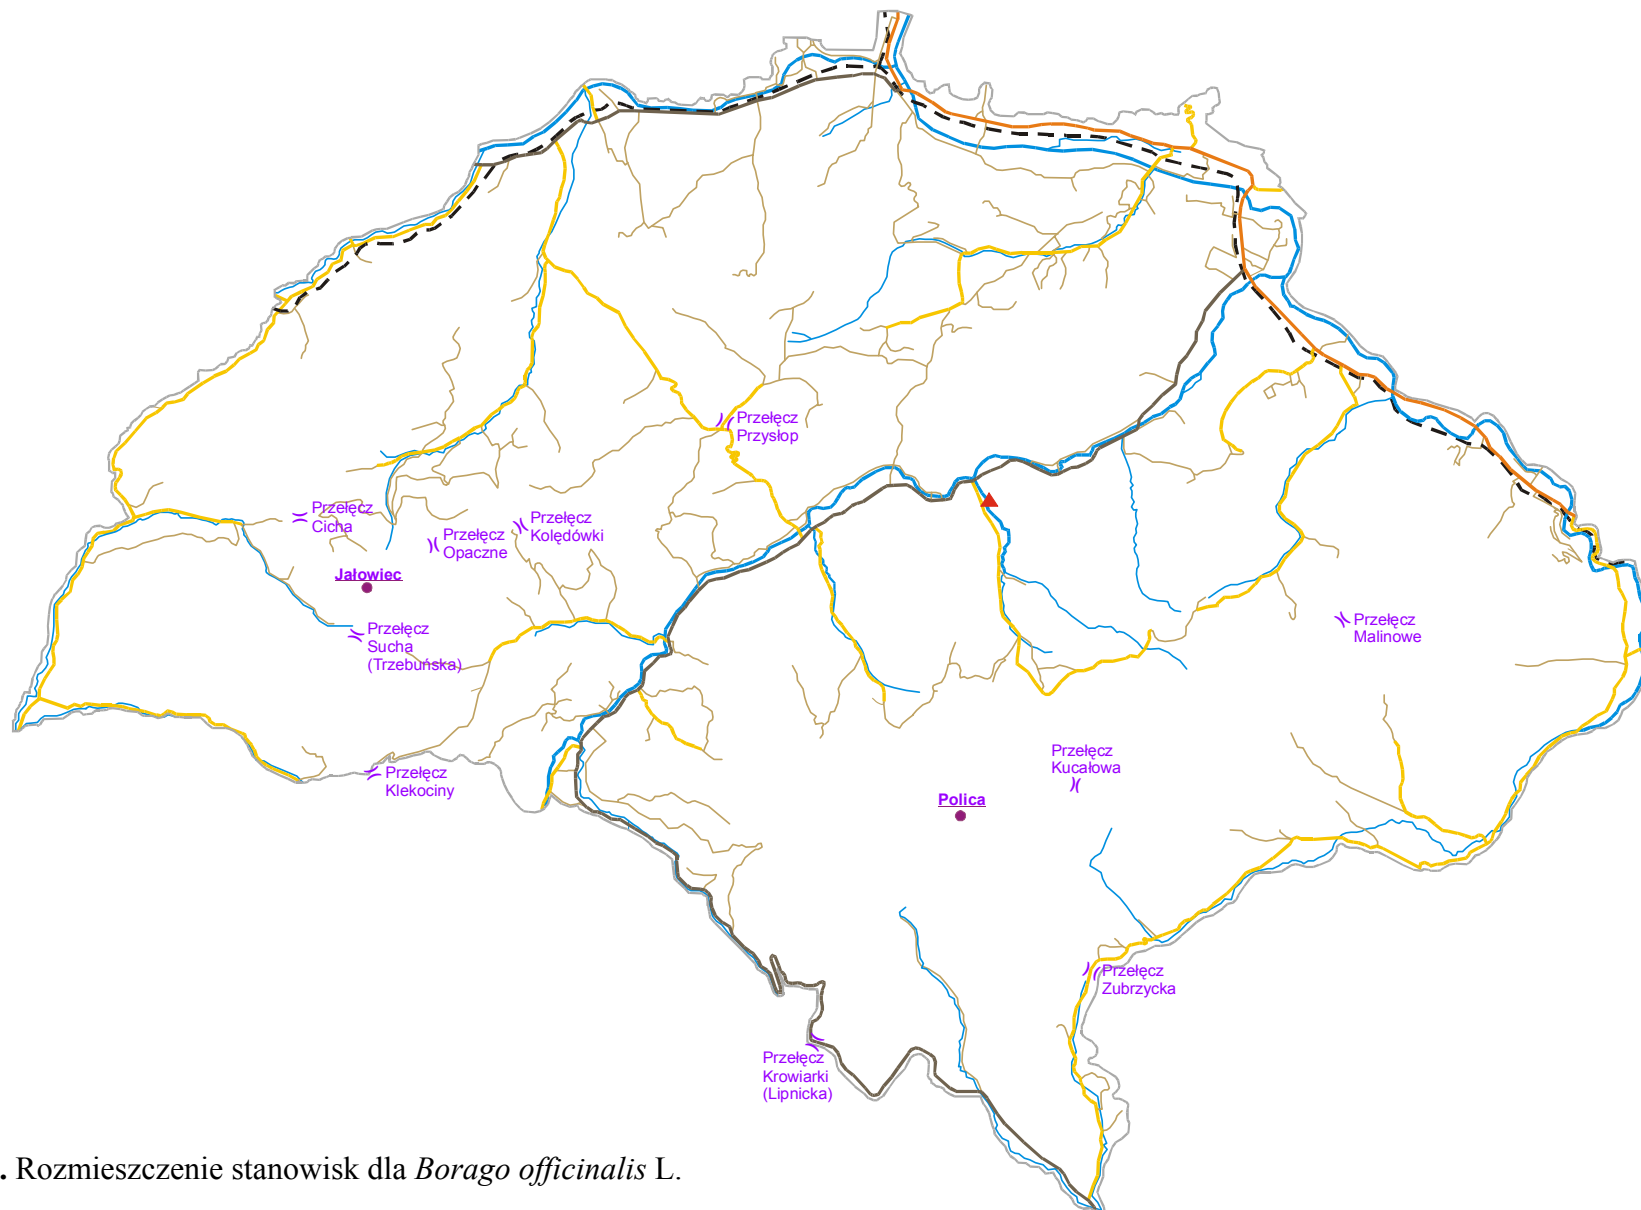 Przełęcz
Przysłop
Przełęcz
Cicha
Przełęcz
Kolędówki
Przełęcz
Opaczne
Jałowiec
Przełęcz
Sucha
(Trzebuńska)
Przełęcz
Malinowe
Przełęcz
Klekociny
Przełęcz
Kucałowa
Polica
Przełęcz
Zubrzycka
Przełęcz
Krowiarki
(Lipnicka)
. Rozmieszczenie stanowisk dla Borago officinalis L.